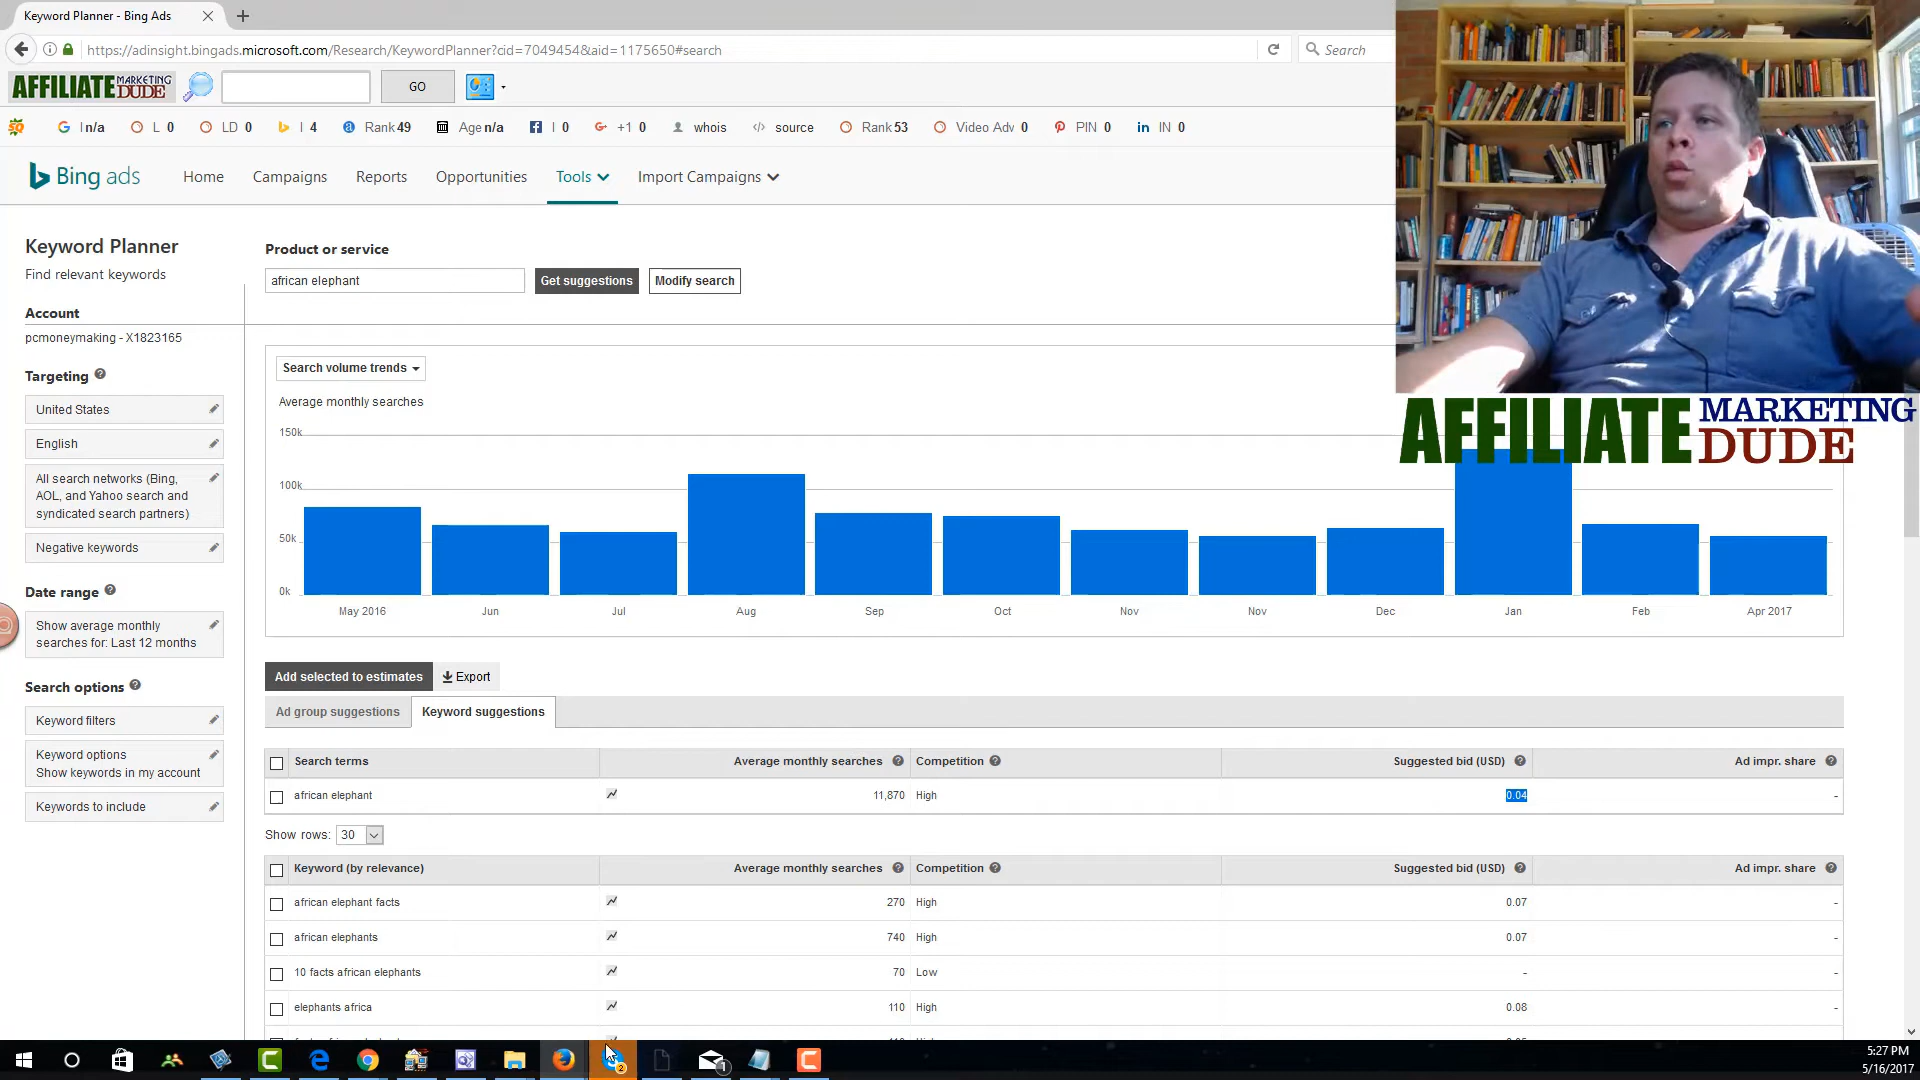 Keyword Planner - Bing Ads
https://adinsight.bingads.microsoft.com/Research/KeywordPlanner?cid=7049454&aid=1175650#search
Search
AFFILIATE MARKETING DUDE
GO
I n/a
L 0
LD 0
I 4
Rank 49
Age n/a
I 0
+1 0
whois
source
Rank 53
Video Adv 0
PIN 0
IN 0
Bing ads
Home
Campaigns
Reports
Opportunities
Tools
Import Campaigns
Keyword Planner
Find relevant keywords
Account
pcmoneymaking - X1823165
Targeting
United States
English
All search networks (Bing,
AOL, and Yahoo search and
syndicated search partners)
Negative keywords
Date range
Show average monthly
searches for: Last 12 months
Search options
Keyword filters
Keyword options
Show keywords in my account
Keywords to include
Product or service
african elephant
Get suggestions
Modify search
AFFILIATE MARKETING DUDE
Search volume trends
Average monthly searches
150k
100k
50k
0k
May 2016
Jun
Jul
Aug
Sep
Oct
Nov
Nov
Dec
Jan
Feb
Apr 2017
Add selected to estimates
Export
Ad group suggestions
Keyword suggestions
Search terms
Average monthly searches
Competition
Suggested bid (USD)
Ad impr. share
african elephant
11,870
High
0.04
-
Show rows: 30
Keyword (by relevance)
Average monthly searches
Competition
Suggested bid (USD)
Ad impr. share
african elephant facts
270
High
0.07
-
african elephants
740
High
0.07
-
10 facts african elephants
70
Low
-
-
elephants africa
110
High
0.08
-
2
1
5:27 PM
5/16/2017